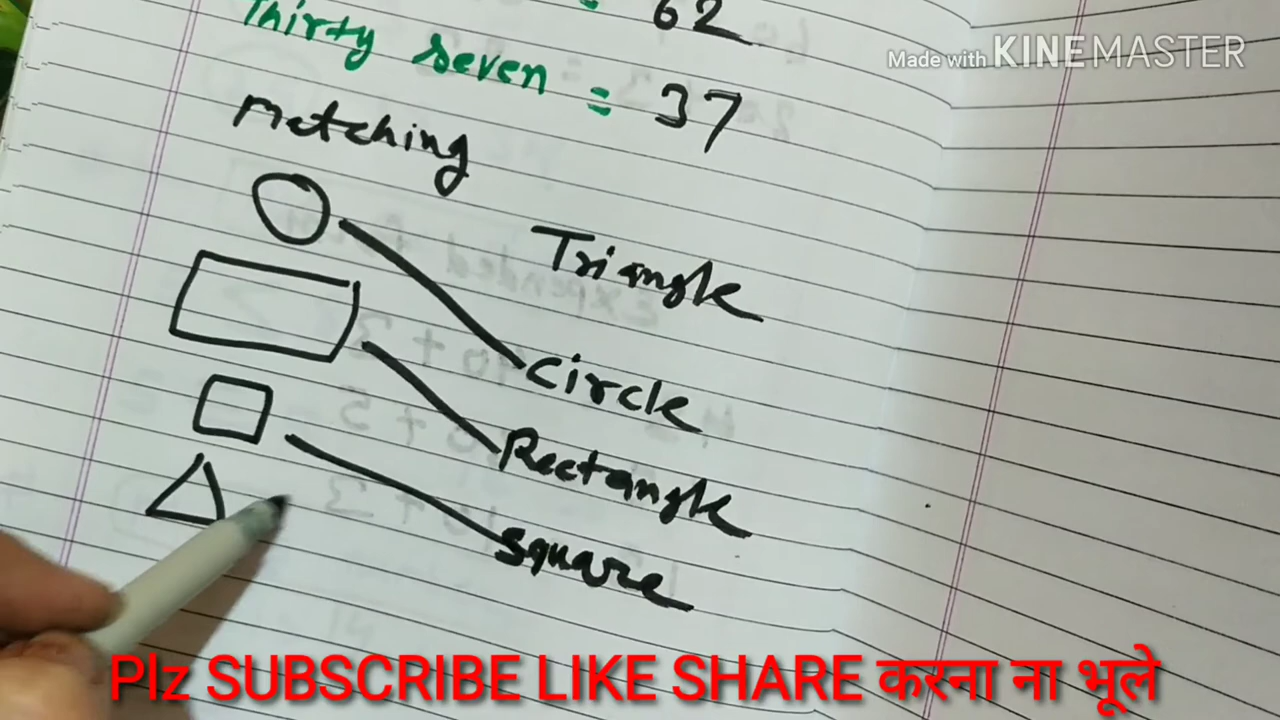 = 62
Thirty seven = 37
Made with KINEMASTER
Matching
Triangle
Circle
Rectangle
Square
Plz SUBSCRIBE LIKE SHARE करना ना भूले